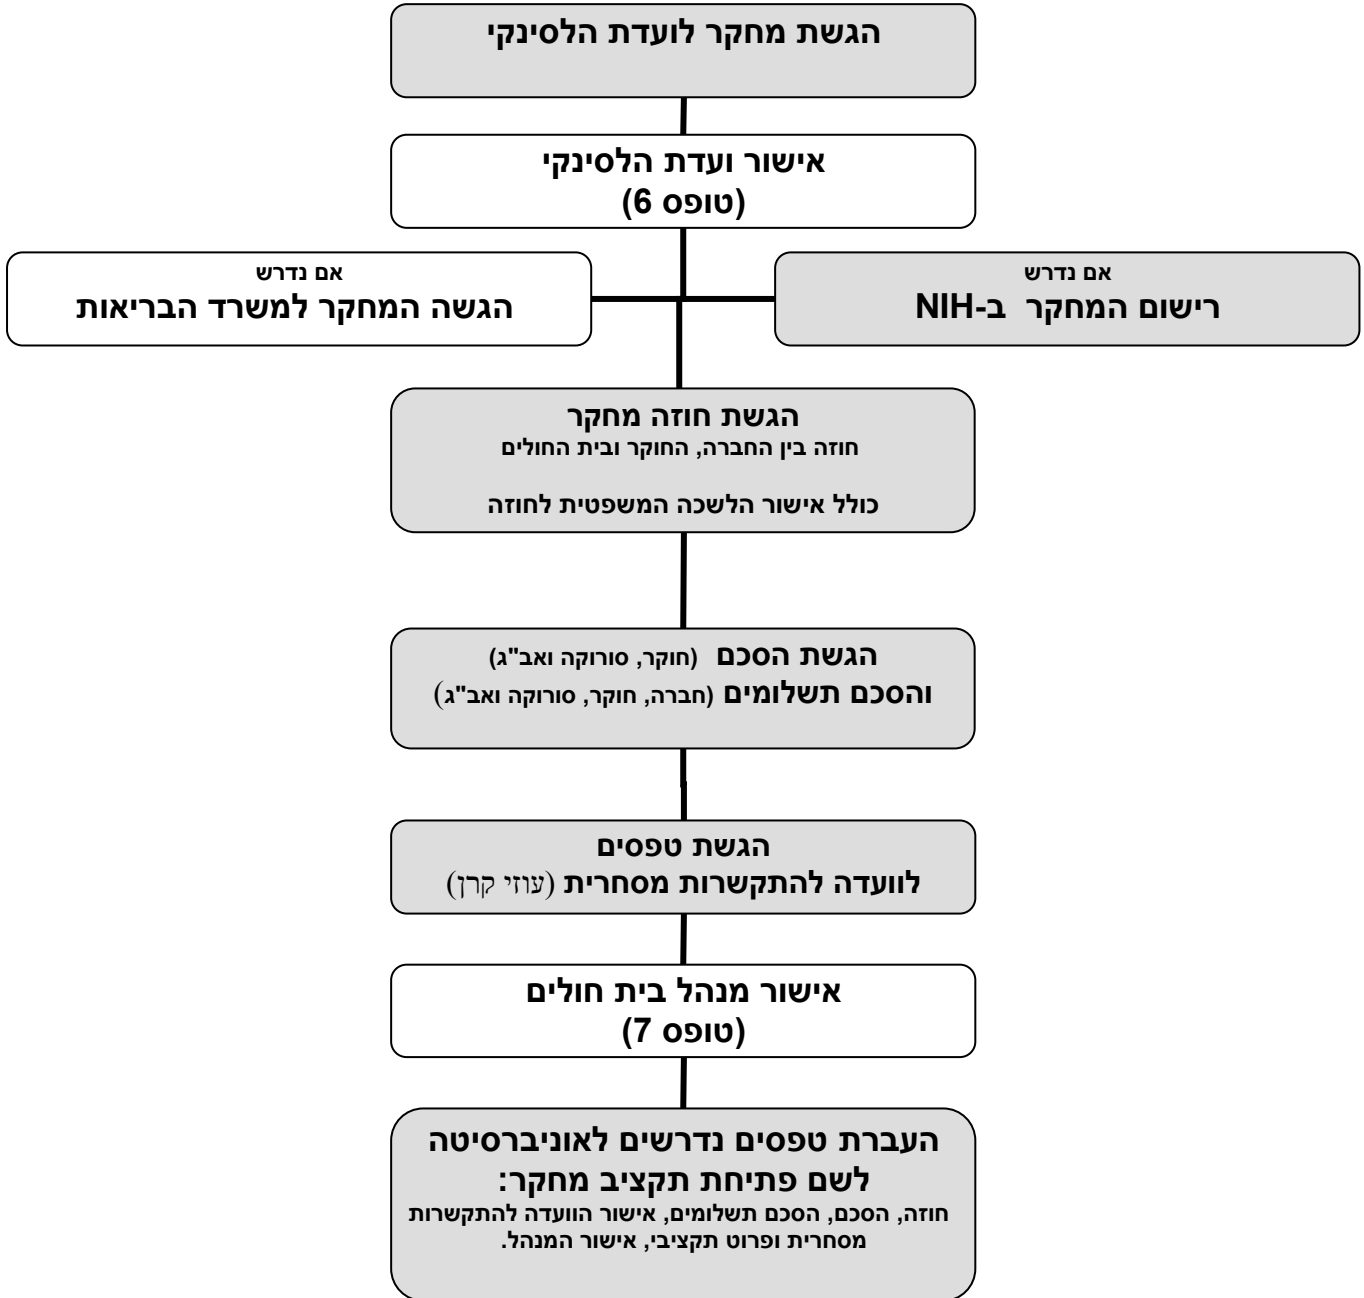 הגשת מחקר לועדת הלסינקי
אישור ועדת הלסינקי
(טופס 6)
אם נדרש
רישום המחקר ב-NIH
אם נדרש
הגשה המחקר למשרד הבריאות
הגשת חוזה מחקר
חוזה בין החברה, החוקר ובית החולים
כולל אישור הלשכה המשפטית לחוזה
הגשת הסכם (חוקר, סורוקה ואב"ג)
והסכם תשלומים (חברה, חוקר, סורוקה ואב"ג)
הגשת טפסים
לוועדה להתקשרות מסחרית (עוזי קרן)
אישור מנהל בית חולים
(טופס 7)
העברת טפסים נדרשים לאוניברסיטה
לשם פתיחת תקציב מחקר:
חוזה, הסכם, הסכם תשלומים, אישור הוועדה להתקשרות
מסחרית ופרוט תקציבי, אישור המנהל.